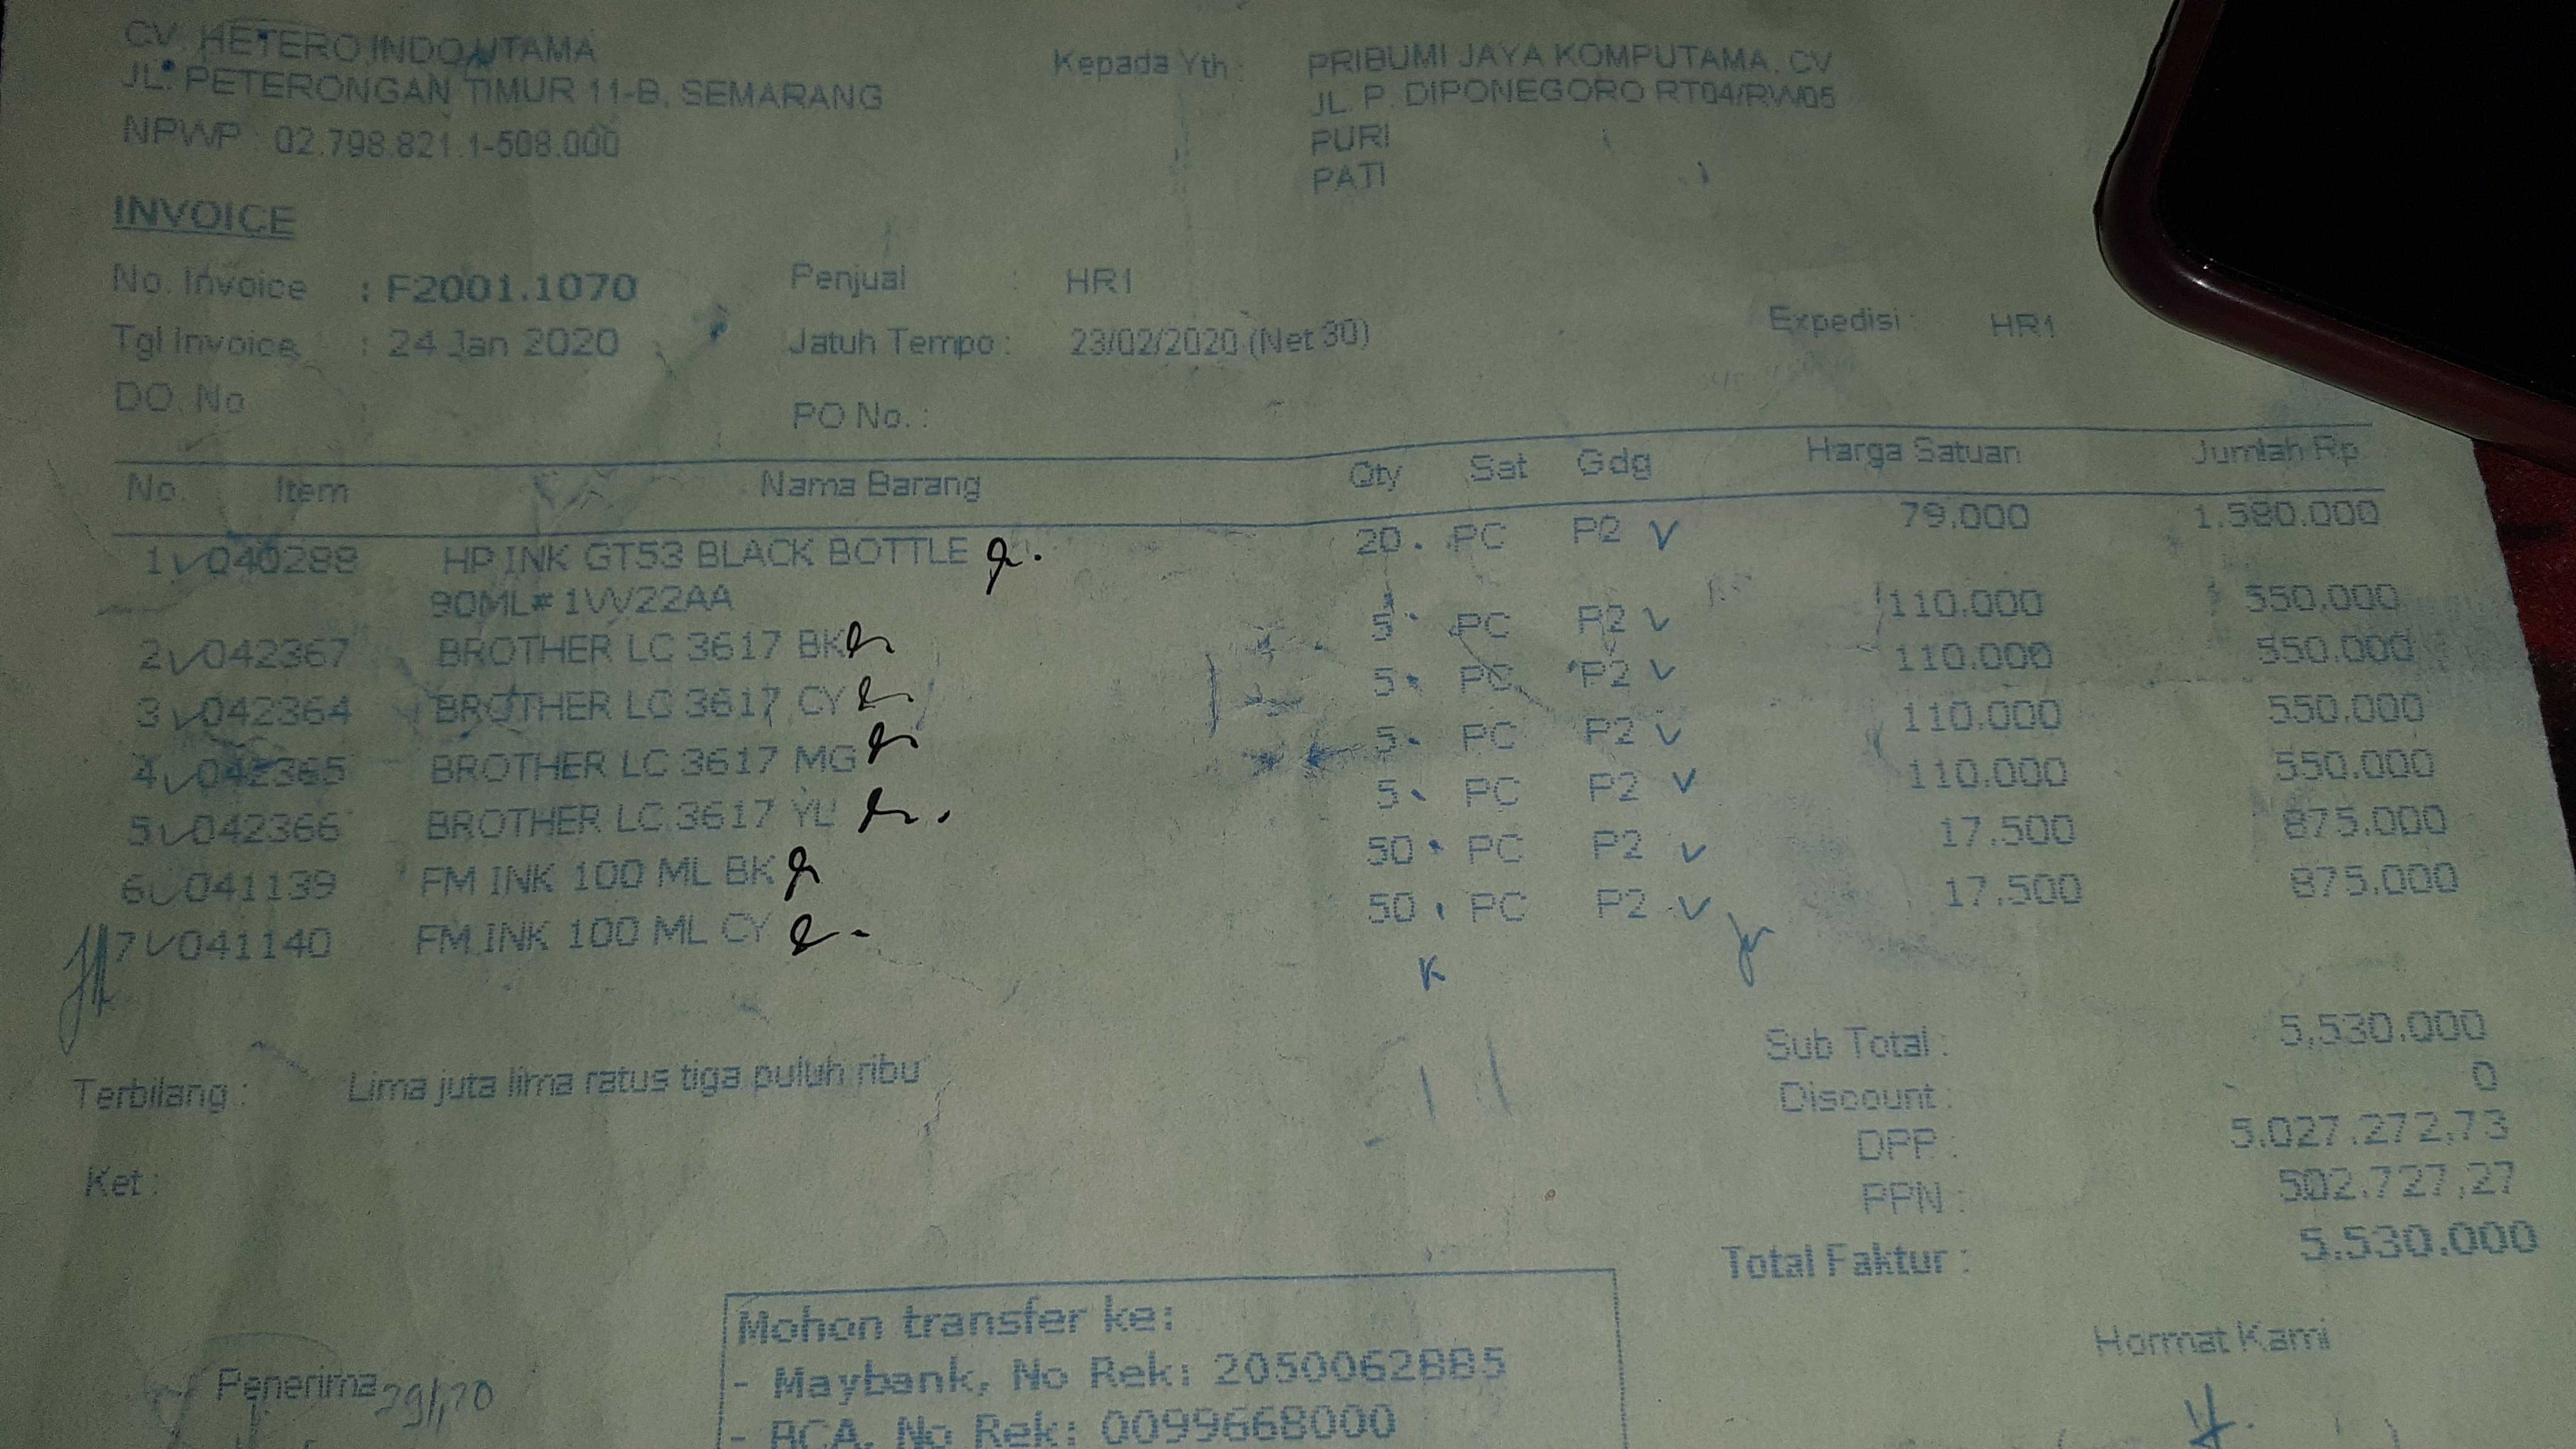 CV. HETERO INDO UTAMA
JL. PETERONGAN TIMUR 11-B, SEMARANG
NPWP : 02.798.821.1-508.000
Kepada Yth : PRIBUMI JAYA KOMPUTAMA, CV
JL. P. DIPONEGORO RT04/RW05
PURI
PATI
INVOICE
No. Invoice : F2001.1070 Penjual : HR1
Tgl Invoice : 24 Jan 2020 Jatuh Tempo : 23/02/2020 (Net 30) Expedisi : HR1
DO. No PO No. :
No. Item Nama Barang Qty Sat Gdg Harga Satuan Jumlah Rp
1 040288 HP INK GT53 BLACK BOTTLE 20 PC P2 79.000 1.580.000
90ML# 1VV22AA
2 042367 BROTHER LC 3617 BK 5 PC P2 110.000 550.000
3 042364 BROTHER LC 3617 CY 5 PC P2 110.000 550.000
4 042365 BROTHER LC 3617 MG 5 PC P2 110.000 550.000
5 042366 BROTHER LC 3617 YL 5 PC P2 110.000 550.000
6 041139 FM INK 100 ML BK 50 PC P2 17.500 875.000
7 041140 FM INK 100 ML CY 50 PC P2 17.500 875.000
Sub Total : 5,530.000
Terbilang : Lima juta lima ratus tiga puluh ribu
Discount : 0
DPP : 5.027.272,73
Ket :
PPN : 502.727,27
Total Faktur : 5.530.000
Mohon transfer ke:
- Maybank, No Rek: 2050062885
- BCA, No Rek: 0099668000
Penerima
Hormat Kami